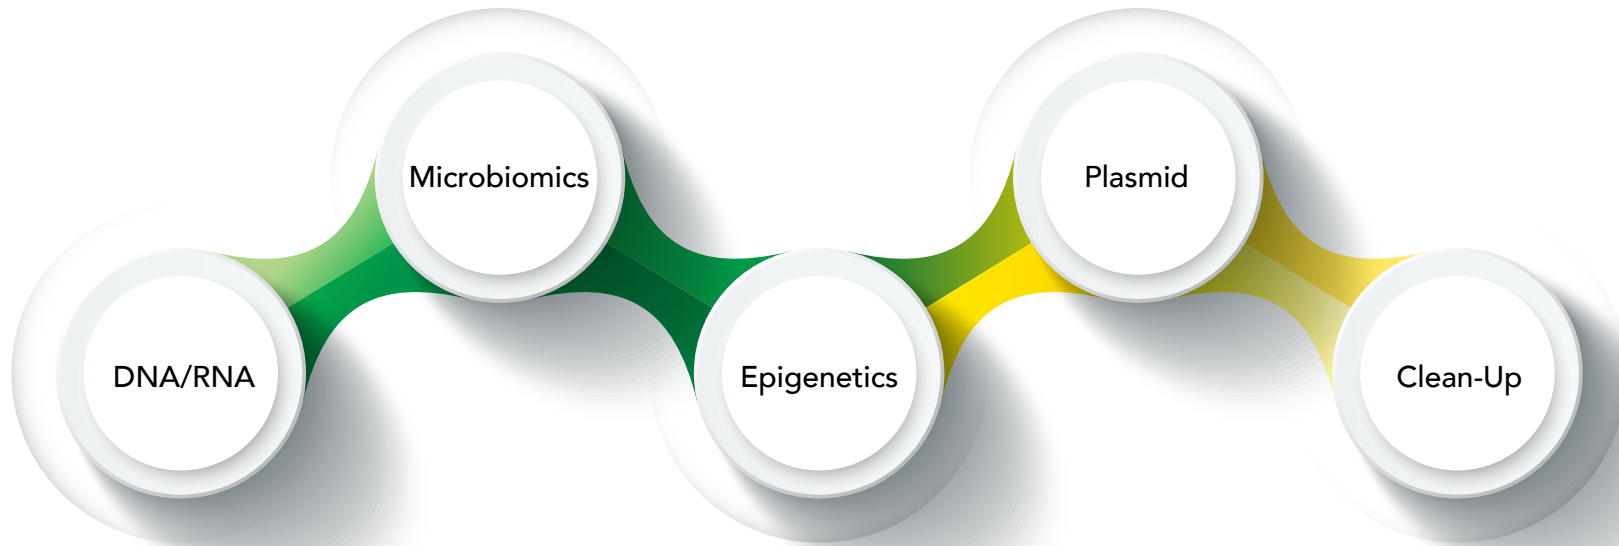 DNA/RNA
Microbiomics
Epigenetics
Plasmid
Clean-Up